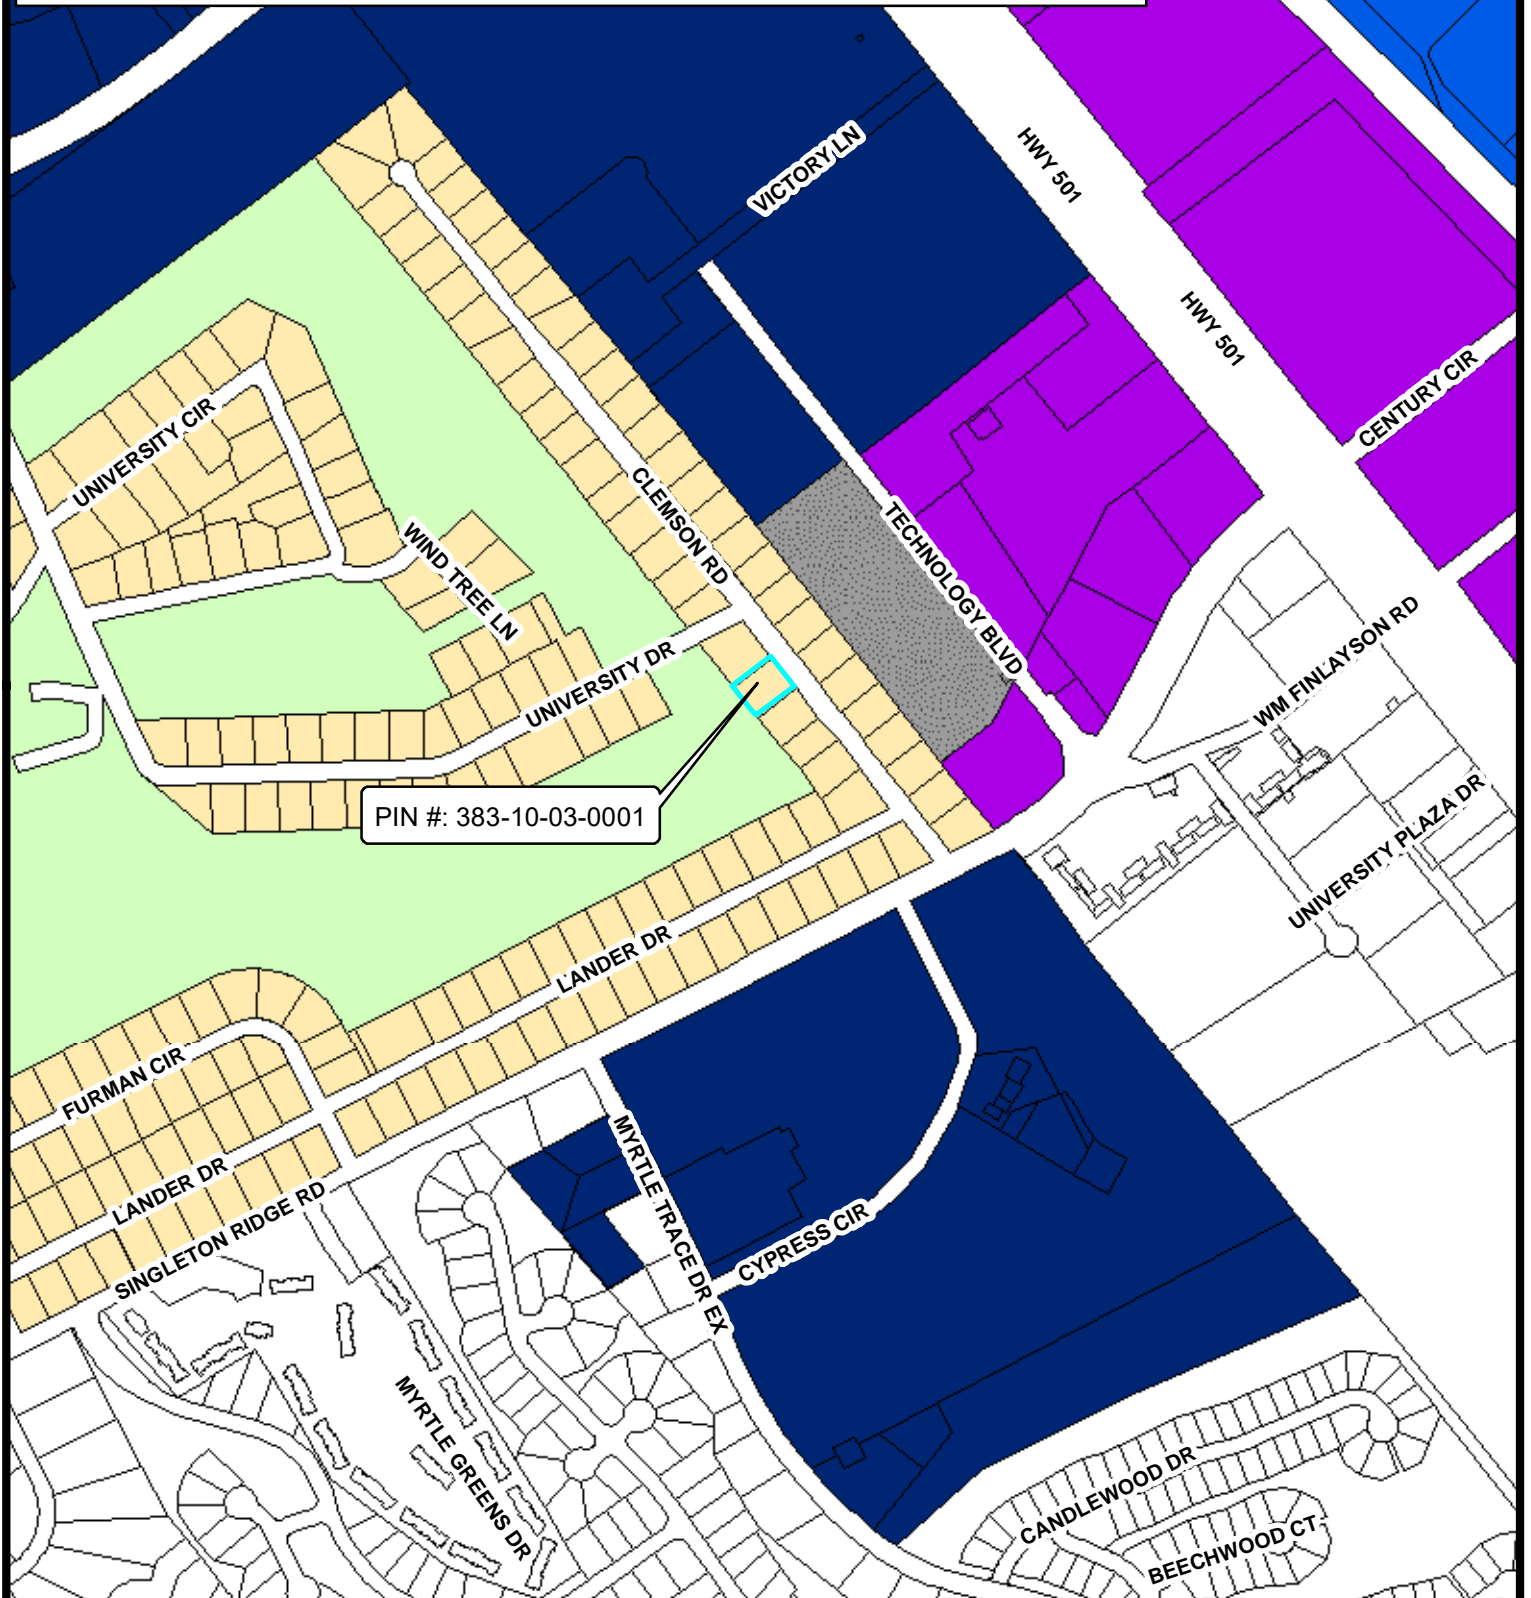 VICTORY LN
HWY 501
HWY 501
CENTURY CIR
UNIVERSITY CIR
CLEMSON RD
WIND TREE LN
TECHNOLOGY BLVD
WM FINLAYSON RD
UNIVERSITY DR
PIN #: 383-10-03-0001
UNIVERSITY PLAZA DR
LANDER DR
FURMAN CIR
LANDER DR
SINGLETON RIDGE RD
MYRTLE TRACE DR EX
CYPRESS CIR
MYRTLE GREENS DR
CANDLEWOOD DR
BEECHWOOD CT